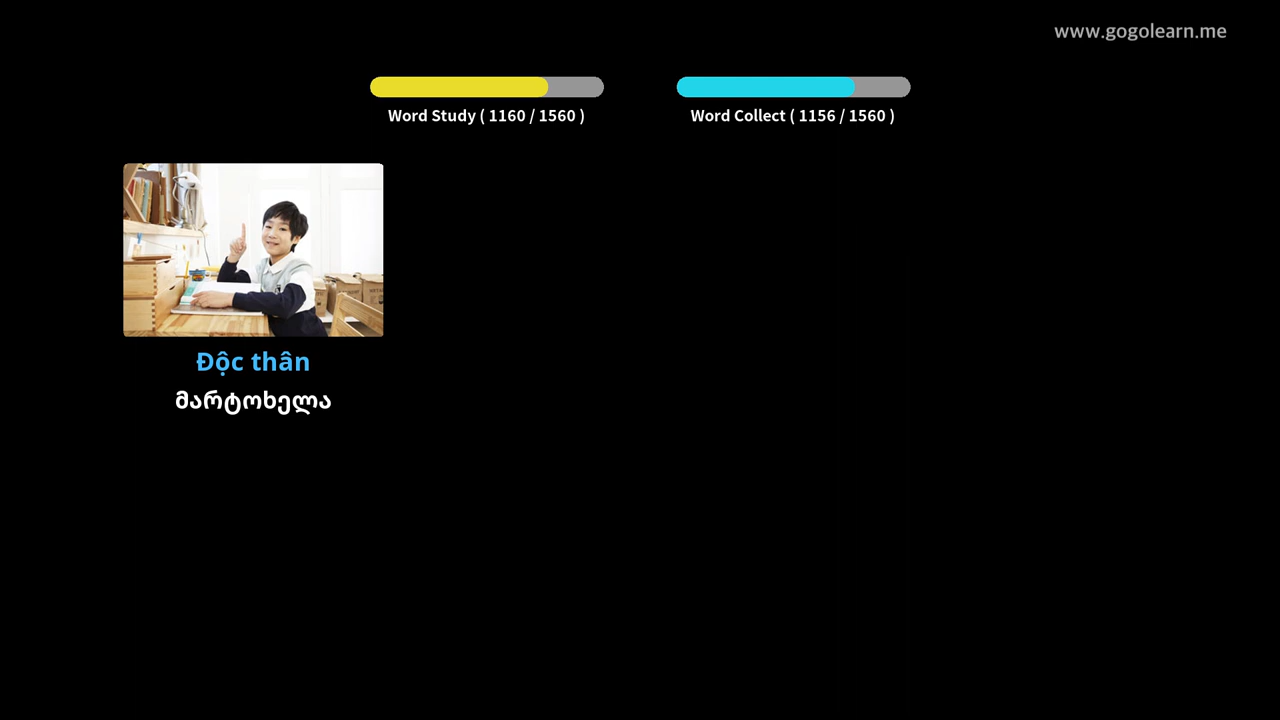 www.gogolearn.me
Word Study ( 1160 / 1560 )
Word Collect ( 1156 / 1560 )
Độc thân
მარტოხელა